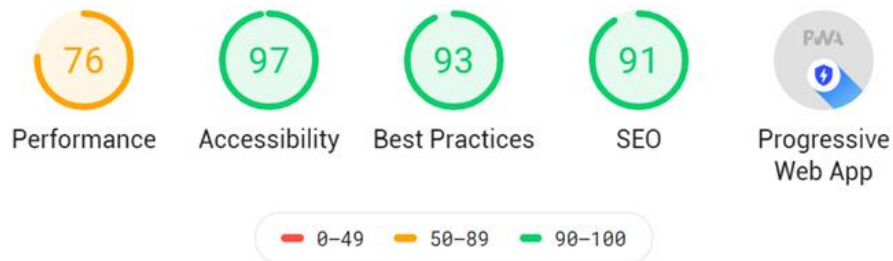 76 97 93 91 PWA
Performance Accessibility Best Practices SEO Progressive
Web App
0–49 50–89 90–100